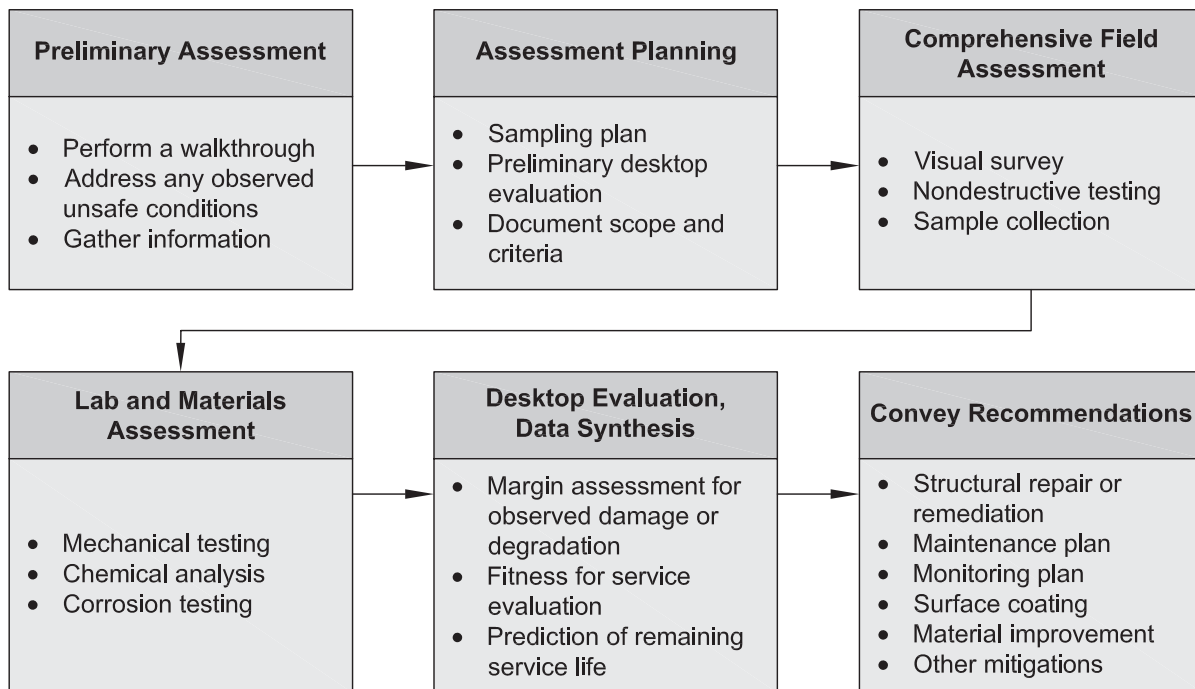 Preliminary Assessment
• Perform a walkthrough
• Address any observed
unsafe conditions
• Gather information
Assessment Planning
• Sampling plan
• Preliminary desktop
evaluation
• Document scope and
criteria
Comprehensive Field
Assessment
• Visual survey
• Nondestructive testing
• Sample collection
Lab and Materials
Assessment
• Mechanical testing
• Chemical analysis
• Corrosion testing
Desktop Evaluation,
Data Synthesis
• Margin assessment for
observed damage or
degradation
• Fitness for service
evaluation
• Prediction of remaining
service life
Convey Recommendations
• Structural repair or
remediation
• Maintenance plan
• Monitoring plan
• Surface coating
• Material improvement
• Other mitigations